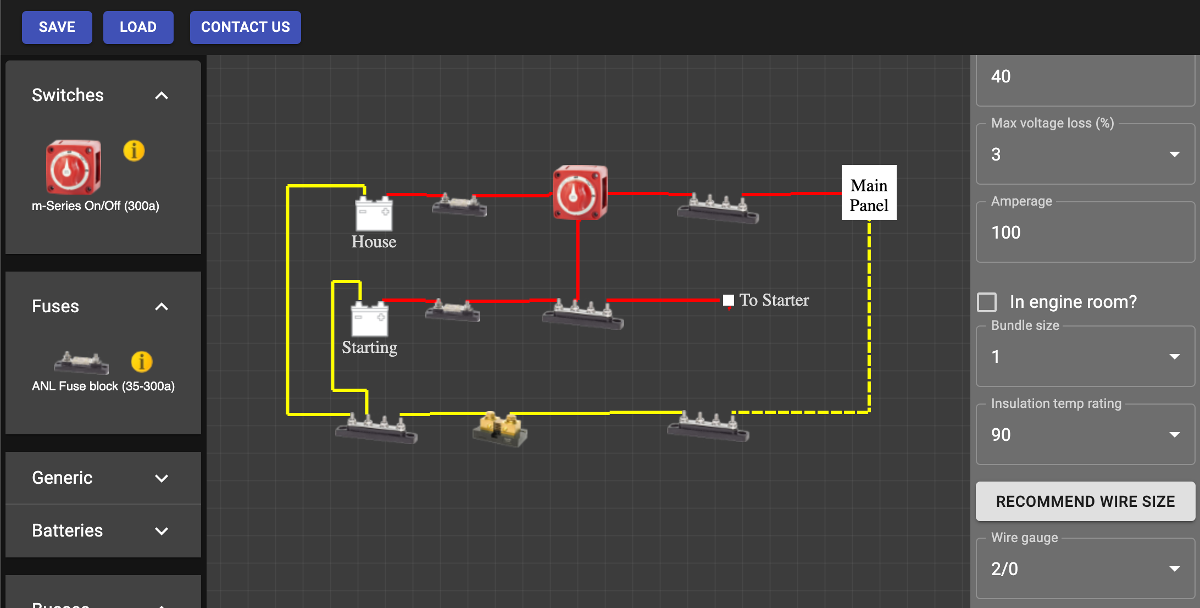 SAVE
LOAD
CONTACT US
Switches
m-Series On/Off (300a)
Fuses
ANL Fuse block (35-300a)
Generic
Batteries
House
Starting
To Starter
Main
Panel
40
Max voltage loss (%)
3
Amperage
100
In engine room?
Bundle size
1
Insulation temp rating
90
RECOMMEND WIRE SIZE
Wire gauge
2/0